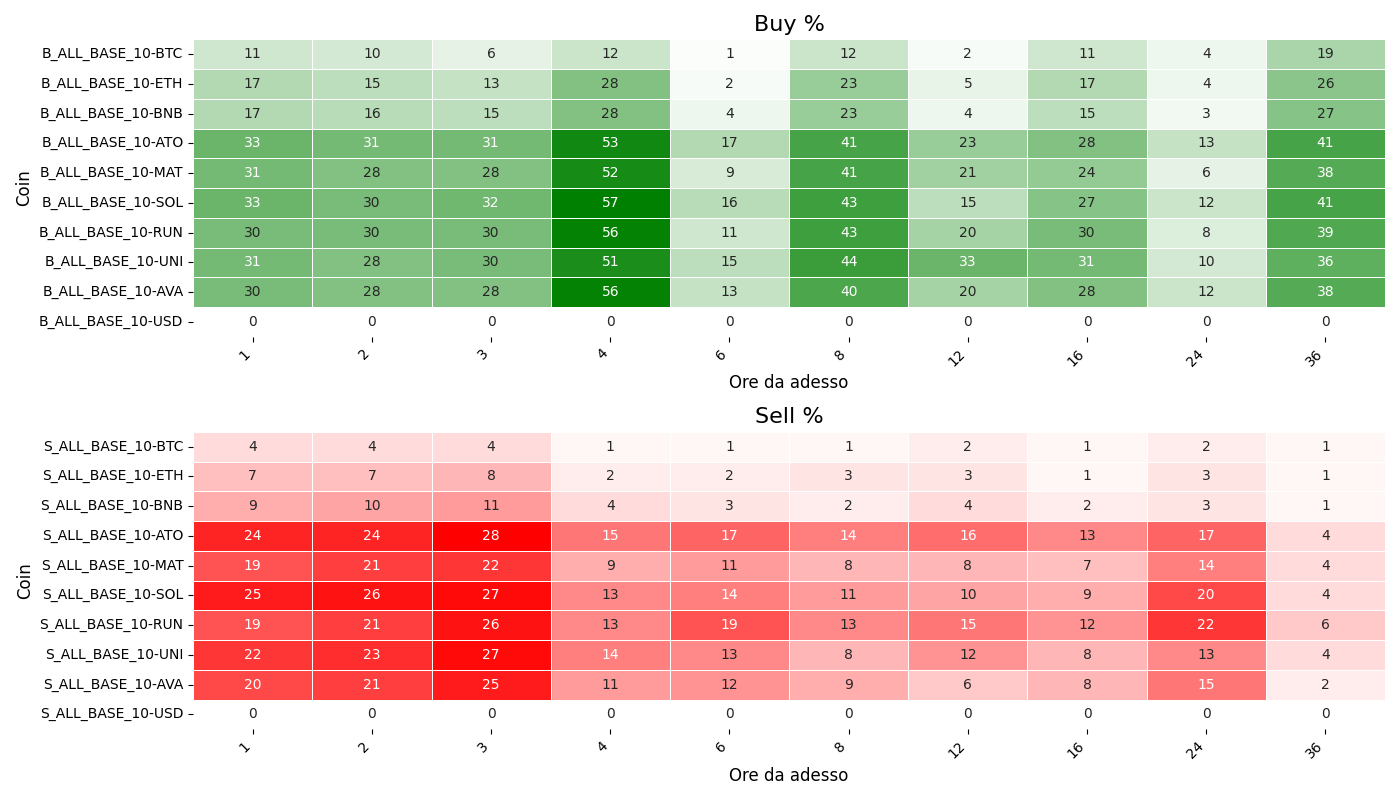 Buy %
Coin
B_ALL_BASE_10-BTC 11 10 6 12 1 12 2 11 4 19
B_ALL_BASE_10-ETH 17 15 13 28 2 23 5 17 4 26
B_ALL_BASE_10-BNB 17 16 15 28 4 23 4 15 3 27
B_ALL_BASE_10-ATO 33 31 31 53 17 41 23 28 13 41
B_ALL_BASE_10-MAT 31 28 28 52 9 41 21 24 6 38
B_ALL_BASE_10-SOL 33 30 32 57 16 43 15 27 12 41
B_ALL_BASE_10-RUN 30 30 30 56 11 43 20 30 8 39
B_ALL_BASE_10-UNI 31 28 30 51 15 44 33 31 10 36
B_ALL_BASE_10-AVA 30 28 28 56 13 40 20 28 12 38
B_ALL_BASE_10-USD 0 0 0 0 0 0 0 0 0 0
1 2 3 4 6 8 12 16 24 36
Ore da adesso
Sell %
Coin
S_ALL_BASE_10-BTC 4 4 4 1 1 1 2 1 2 1
S_ALL_BASE_10-ETH 7 7 8 2 2 3 3 1 3 1
S_ALL_BASE_10-BNB 9 10 11 4 3 2 4 2 3 1
S_ALL_BASE_10-ATO 24 24 28 15 17 14 16 13 17 4
S_ALL_BASE_10-MAT 19 21 22 9 11 8 8 7 14 4
S_ALL_BASE_10-SOL 25 26 27 13 14 11 10 9 20 4
S_ALL_BASE_10-RUN 19 21 26 13 19 13 15 12 22 6
S_ALL_BASE_10-UNI 22 23 27 14 13 8 12 8 13 4
S_ALL_BASE_10-AVA 20 21 25 11 12 9 6 8 15 2
S_ALL_BASE_10-USD 0 0 0 0 0 0 0 0 0 0
1 2 3 4 6 8 12 16 24 36
Ore da adesso